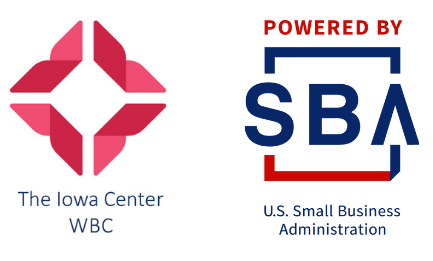 The Iowa Center
WBC
POWERED BY
SBA
U.S. Small Business
Administration